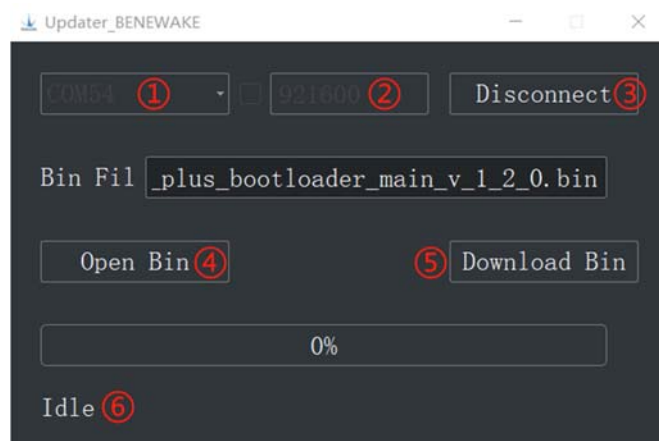 Updater_BENEWAKE
COM54 ① 921600 ② Disconnect ③
Bin Fil _plus_bootloader_main_v_1_2_0.bin
Open Bin ④ ⑤ Download Bin
0%
Idle ⑥